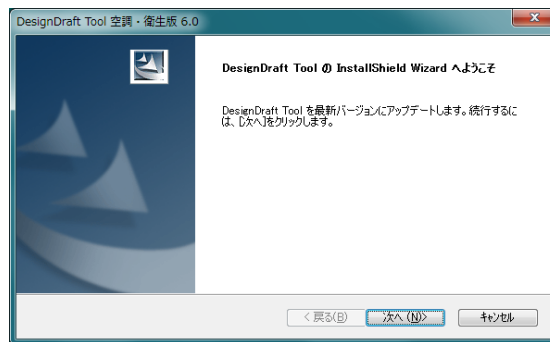 DesignDraft Tool 空調・衛生版 6.0
DesignDraft Tool の InstallShield Wizard へようこそ
DesignDraft Tool を最新バージョンにアップデートします。続行するに
は、[次へ]をクリックします。
< 戻る(B)
次へ (N)>
キャンセル